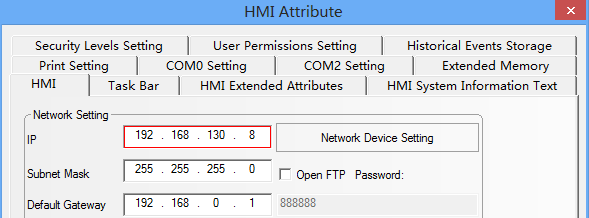 HMI Attribute
Security Levels Setting User Permissions Setting Historical Events Storage
Print Setting COM0 Setting COM2 Setting Extended Memory
HMI Task Bar HMI Extended Attributes HMI System Information Text
Network Setting
IP 192 . 168 . 130 . 8 Network Device Setting
Subnet Mask 255 . 255 . 255 . 0 Open FTP Password:
Default Gateway 192 . 168 . 0 . 1 888888